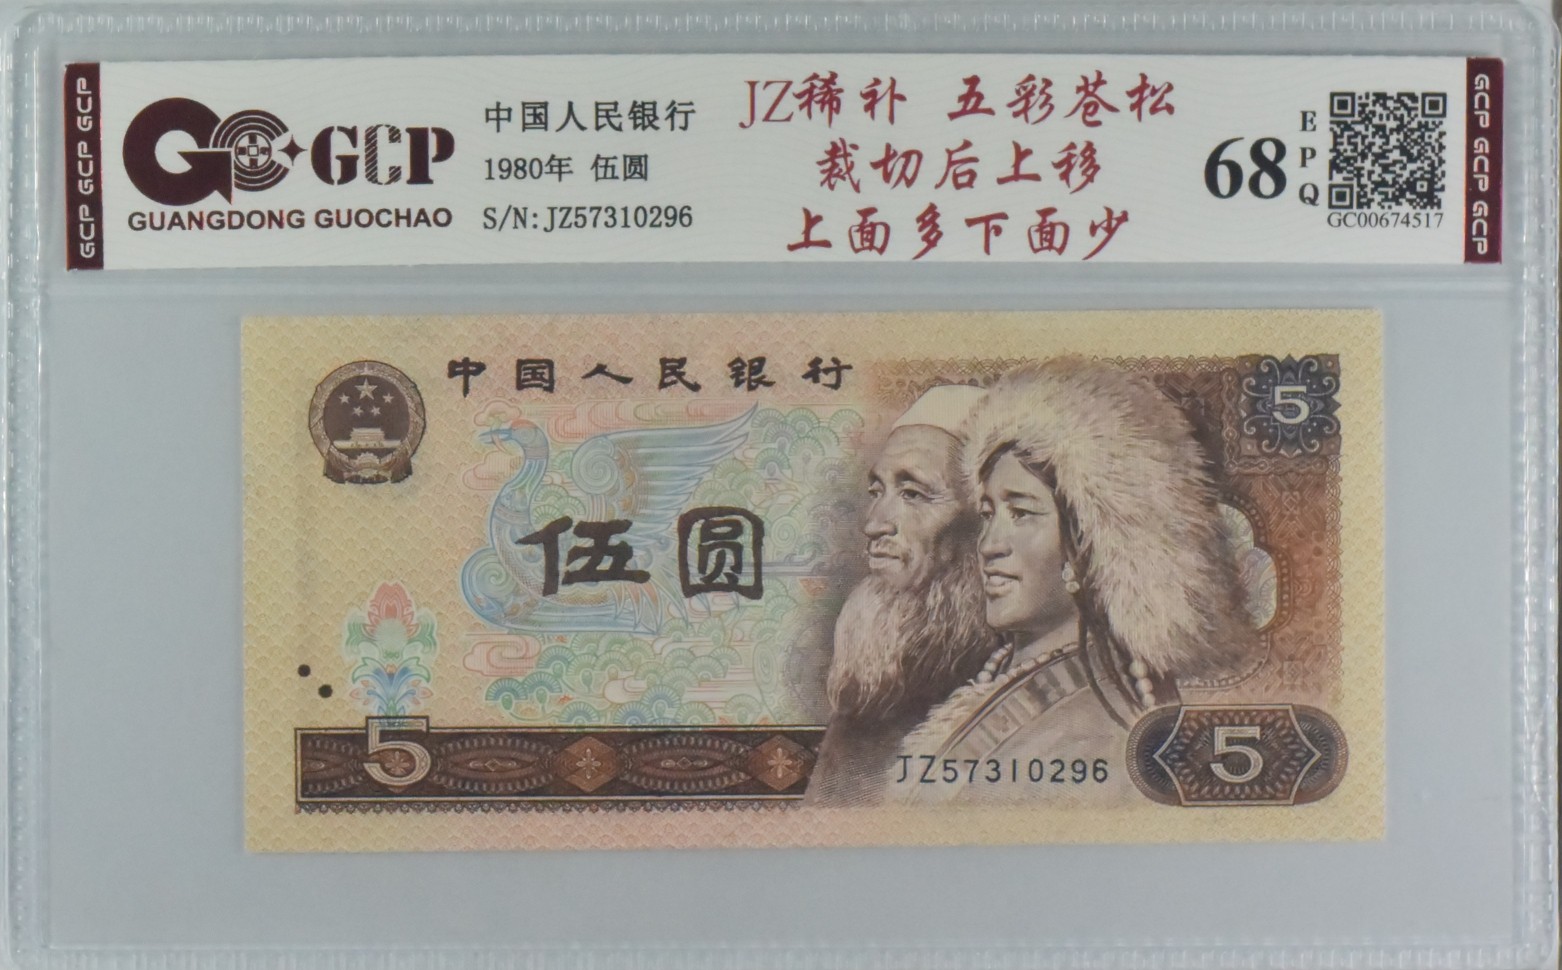 GCP GCP GCP
GCP
GUANGDONG GUOCHAO
中国人民银行
1980年 伍圆
S/N:JZ57310296
JZ稀补 五彩苍松
裁切后上移
上面多下面少
68
EPQ
GC00674517
GCP GCP GCP
中国人民银行
5
伍圆
5
JZ57310296
5